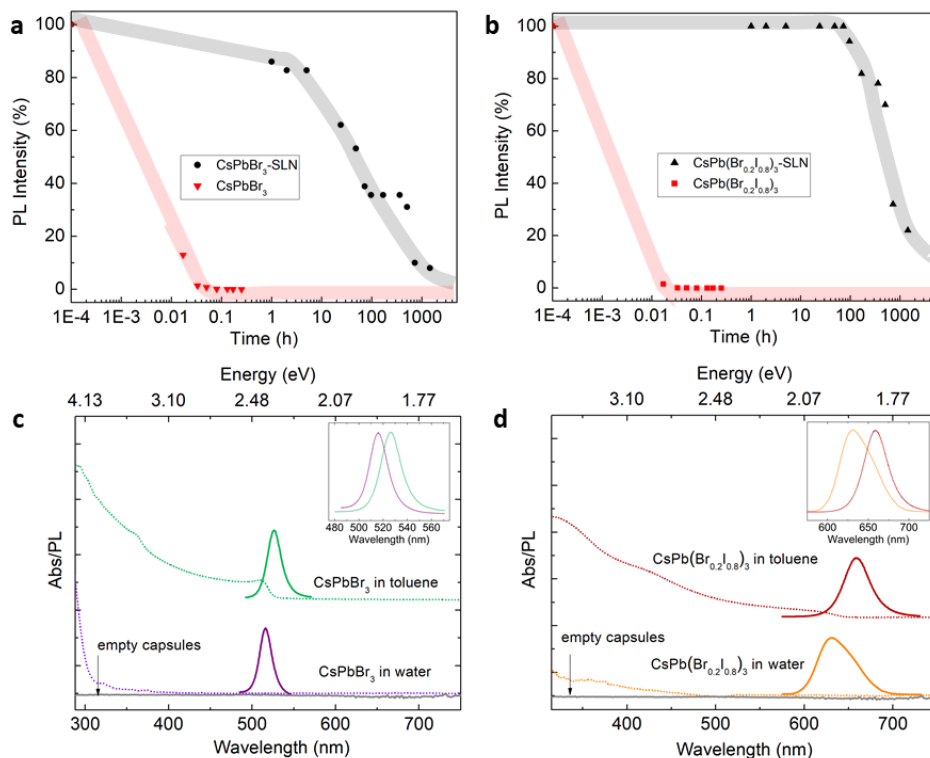 a
PL Intensity (%)
100
80
60
40
20
0
CsPbBr₃-SLN
CsPbBr₃
1E-4 1E-3 0.01 0.1 1 10 100 1000
Time (h)
b
PL Intensity (%)
100
80
60
40
20
0
CsPb(Br₀.₂I₀.₈)₃-SLN
CsPb(Br₀.₂I₀.₈)₃
1E-4 1E-3 0.01 0.1 1 10 100 1000
Time (h)
c
Energy (eV)
4.13 3.10 2.48 2.07 1.77
Abs/PL
480 500 520 540 560
Wavelength (nm)
CsPbBr₃ in toluene
empty capsules
CsPbBr₃ in water
300 400 500 600 700
Wavelength (nm)
d
Energy (eV)
3.10 2.48 2.07 1.77
Abs/PL
600 650 700
Wavelength (nm)
CsPb(Br₀.₂I₀.₈)₃ in toluene
empty capsules
CsPb(Br₀.₂I₀.₈)₃ in water
400 500 600 700
Wavelength (nm)